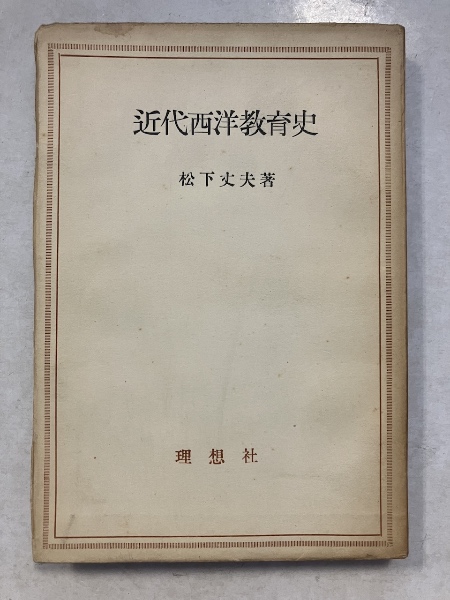 近代西洋教育史
松下丈夫著
理想社